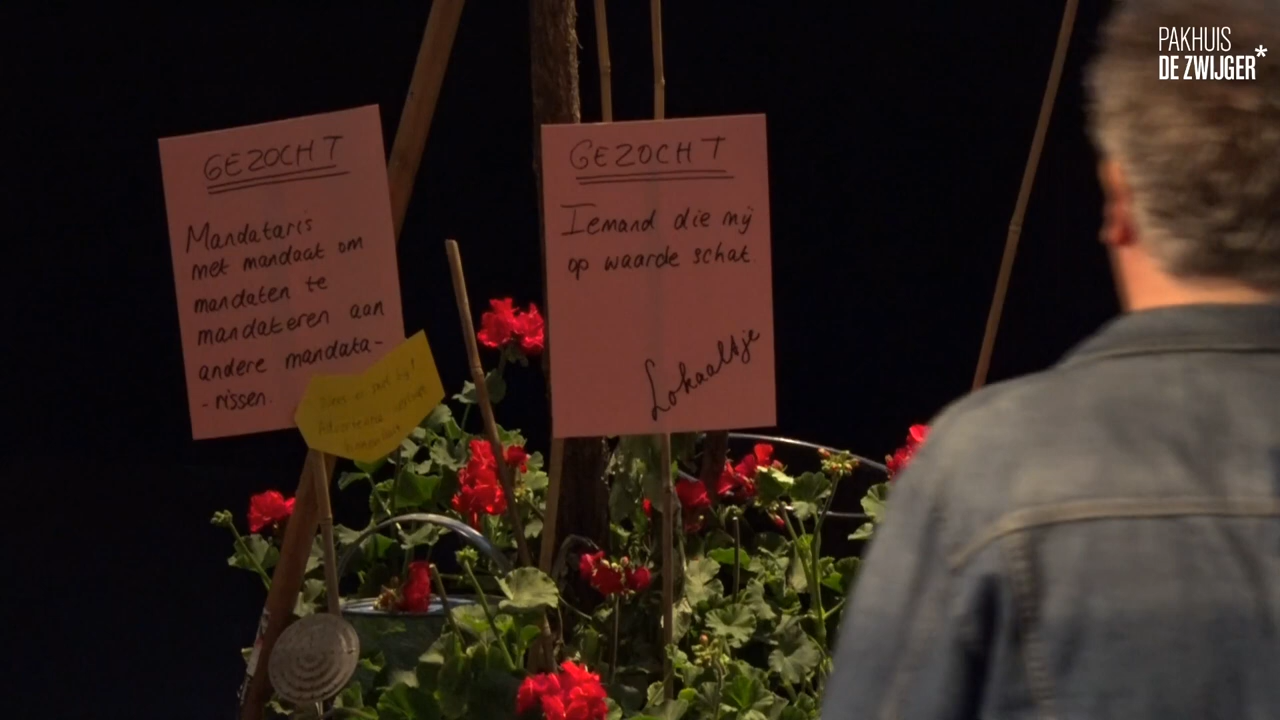 PAKHUIS
DE ZWIJGER*
GEZOCHT
Mandataris
met mandaat om
mandaten te
mandateren aan
andere mandata-
-rissen.
GEZOCHT
Iemand die mij
op waarde schat.
Lokaaltje